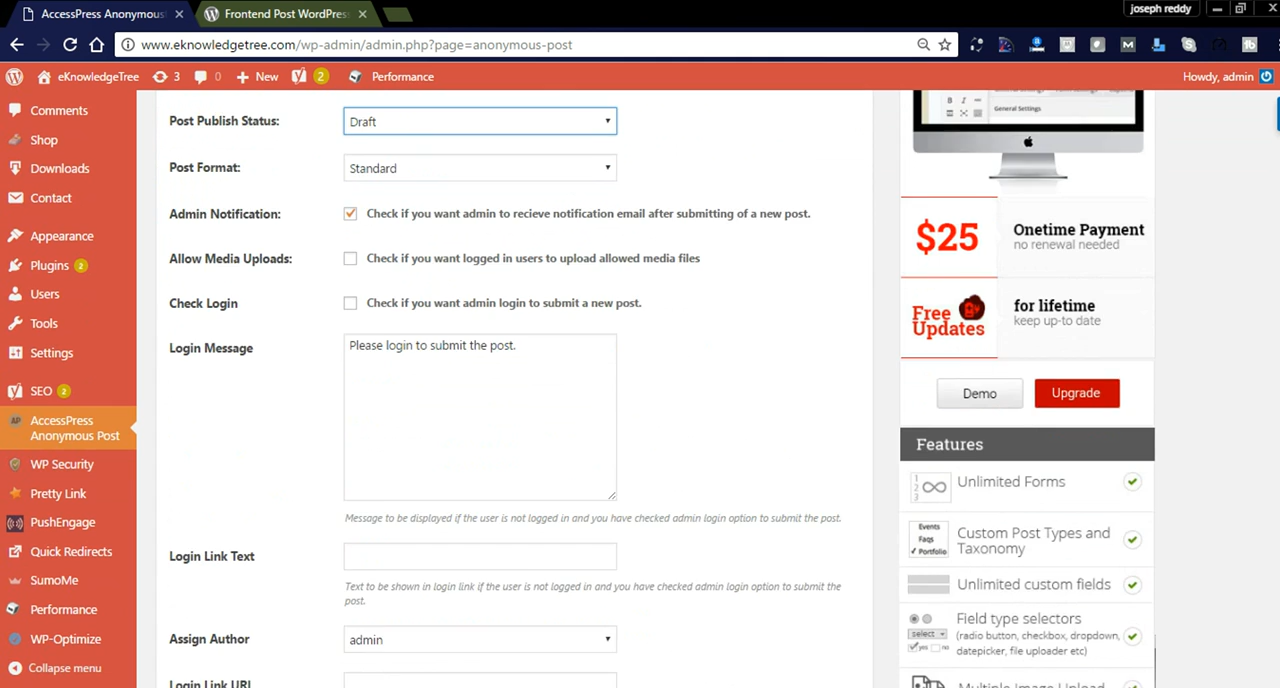 joseph reddy
AccessPress Anonymous
Frontend Post WordPress
www.eknowledgetree.com/wp-admin/admin.php?page=anonymous-post
eKnowledgeTree
3
0
New
2
Performance
Howdy, admin
Comments
Shop
Downloads
Contact
Appearance
Plugins 2
Users
Tools
Settings
SEO 2
AccessPress
Anonymous Post
WP Security
Pretty Link
PushEngage
Quick Redirects
SumoMe
Performance
WP-Optimize
Collapse menu
Post Publish Status:
Draft
Post Format:
Standard
Admin Notification:
Check if you want admin to recieve notification email after submitting of a new post.
Allow Media Uploads:
Check if you want logged in users to upload allowed media files
Check Login
Check if you want admin login to submit a new post.
Login Message
Please login to submit the post.
Message to be displayed if the user is not logged in and you have checked admin login option to submit the post.
Login Link Text
Text to be shown in login link if the user is not logged in and you have checked admin login option to submit the
post.
Assign Author
admin
Login Link URL
General Settings
$25
Onetime Payment
no renewal needed
Free
Updates
for lifetime
keep up-to date
Demo
Upgrade
Features
1
2
3
Unlimited Forms
Events
Faqs
Portfolio
Custom Post Types and
Taxonomy
Unlimited custom fields
select
yes
no
Field type selectors
(radio button, checkbox, dropdown,
datepicker, file uploader etc)
Multiple Image Upload